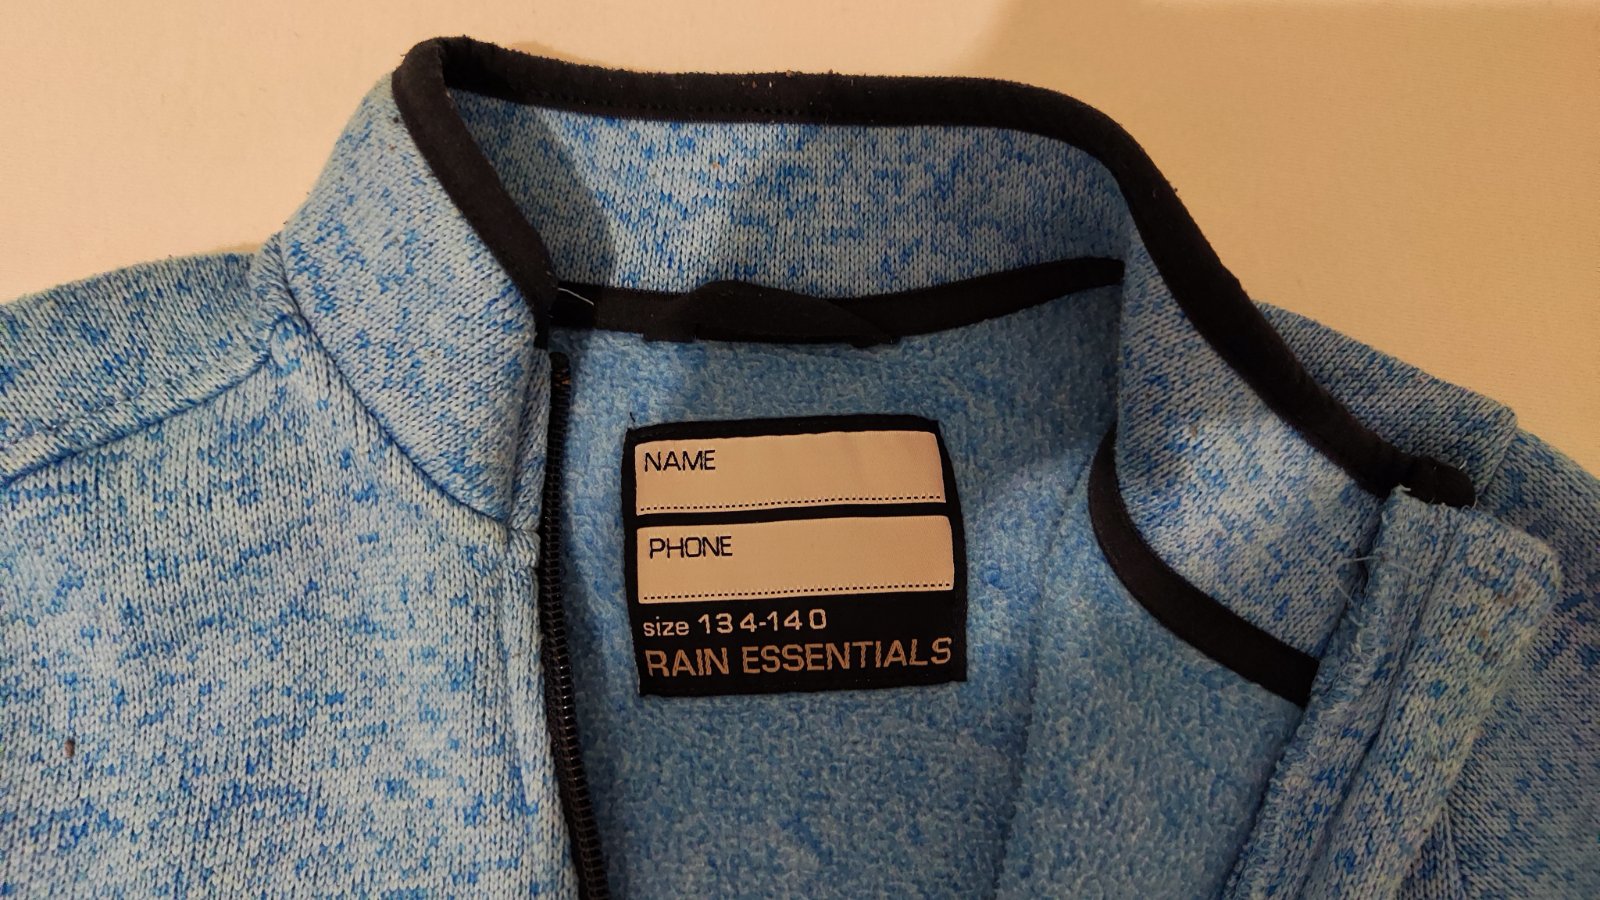 NAME
PHONE
size 134-140
RAIN ESSENTIALS